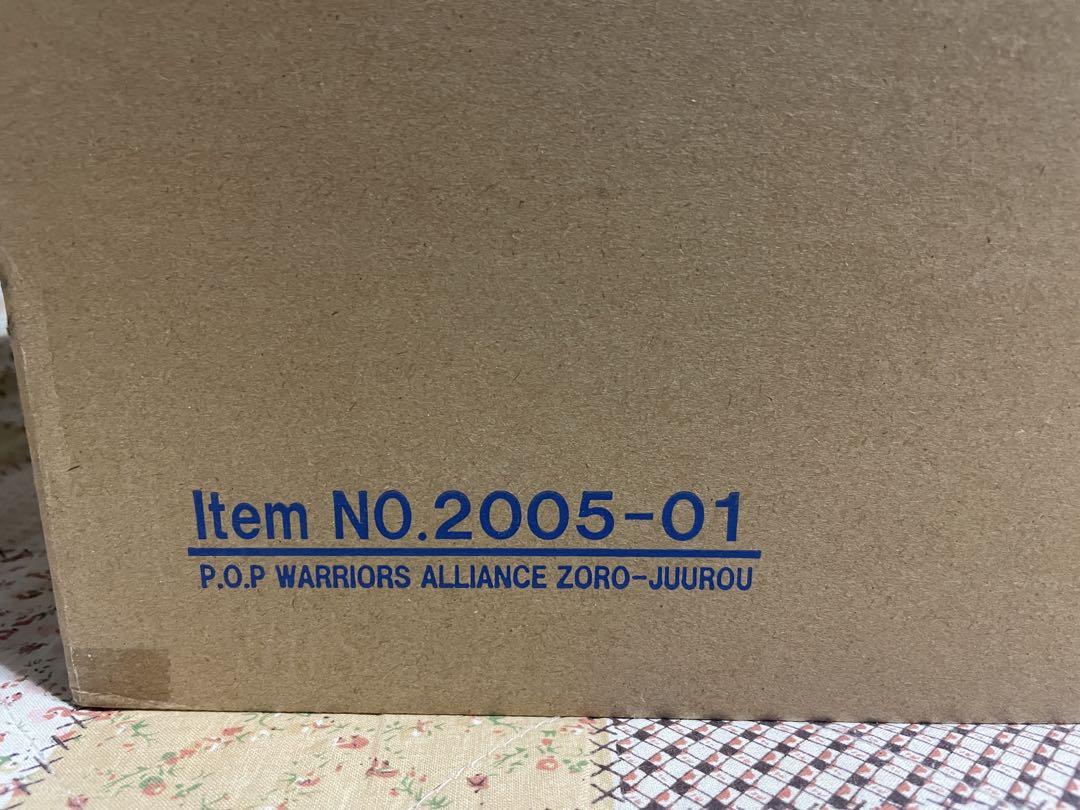 Item NO.2005-01
P.O.P WARRIORS ALLIANCE ZORO-JUUROU